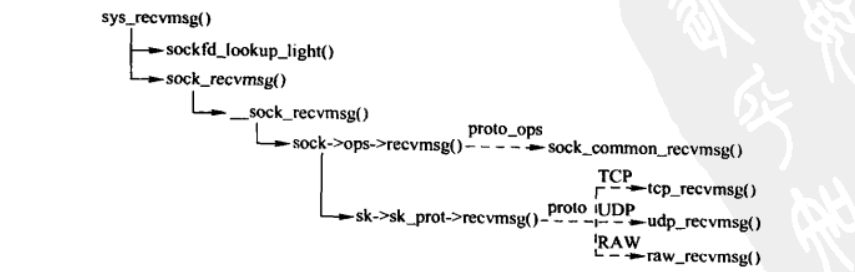 sys_recvmsg()
sockfd_lookup_light()
sock_recvmsg()
__sock_recvmsg()
sock->ops->recvmsg() proto_ops sock_common_recvmsg()
TCP tcp_recvmsg()
sk->sk_prot->recvmsg() proto UDP udp_recvmsg()
RAW raw_recvmsg()